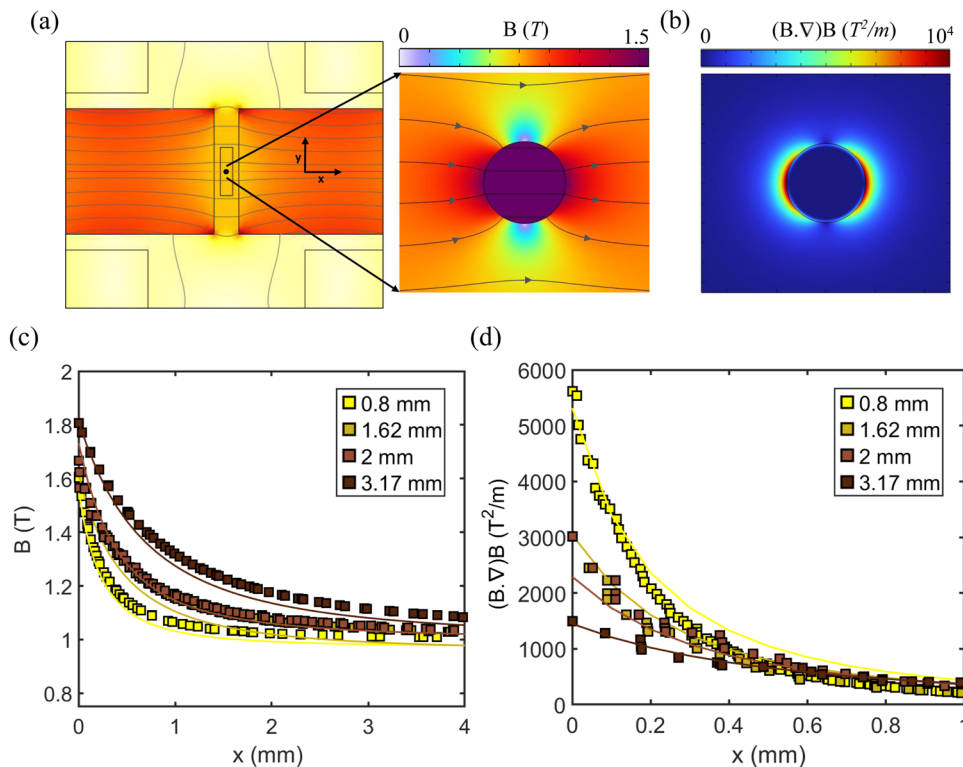 (a)
0 B (T) 1.5
y
x
(b)
0 (B.∇)B (T²/m) 10⁴
(c)
2
1.8
1.6
1.4
1.2
1
0.8
B (T)
0 1 2 3 4
x (mm)
0.8 mm
1.62 mm
2 mm
3.17 mm
(d)
6000
5000
4000
3000
2000
1000
0
(B.∇)B (T²/m)
0 0.2 0.4 0.6 0.8 1
x (mm)
0.8 mm
1.62 mm
2 mm
3.17 mm